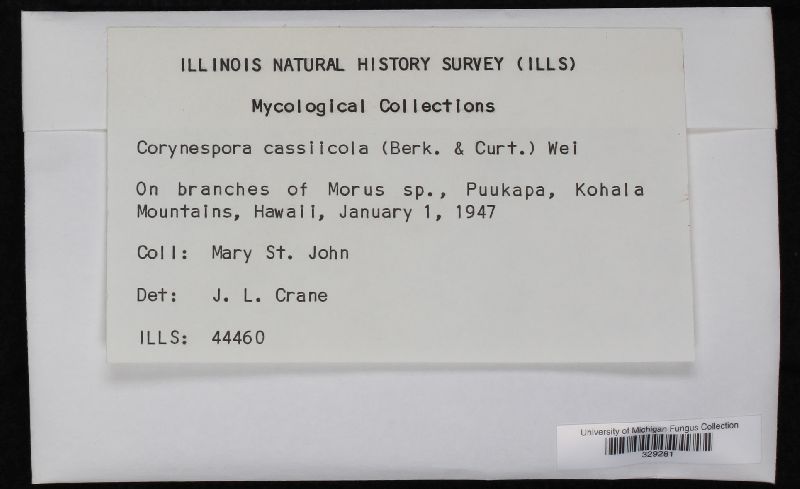 ILLINOIS NATURAL HISTORY SURVEY (ILLS)
Mycological Collections
Corynespora cassiicola (Berk. & Curt.) Wei
On branches of Morus sp., Puukapa, Kohala
Mountains, Hawaii, January 1, 1947
Coll: Mary St. John
Det: J. L. Crane
ILLS: 44460
University of Michigan Fungus Collection
329281